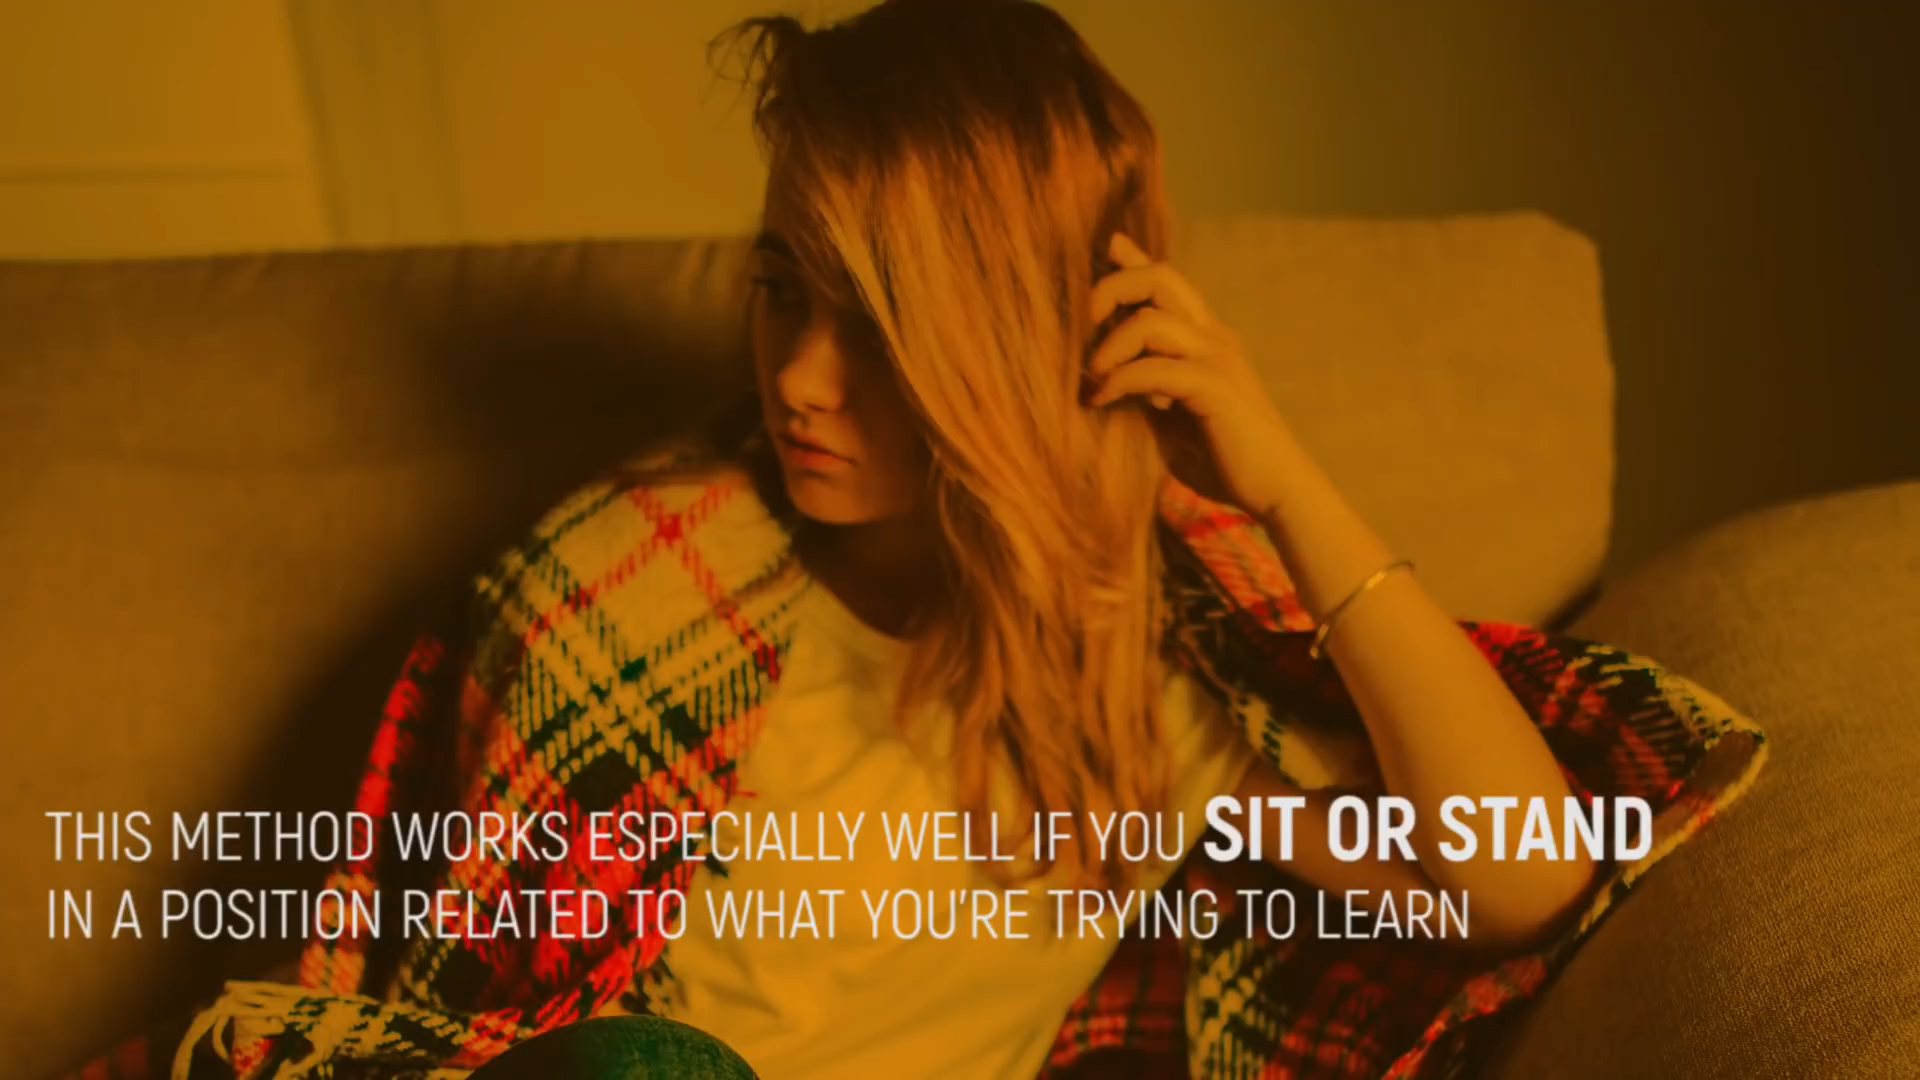 THIS METHOD WORKS ESPECIALLY WELL IF YOU SIT OR STAND
IN A POSITION RELATED TO WHAT YOU'RE TRYING TO LEARN